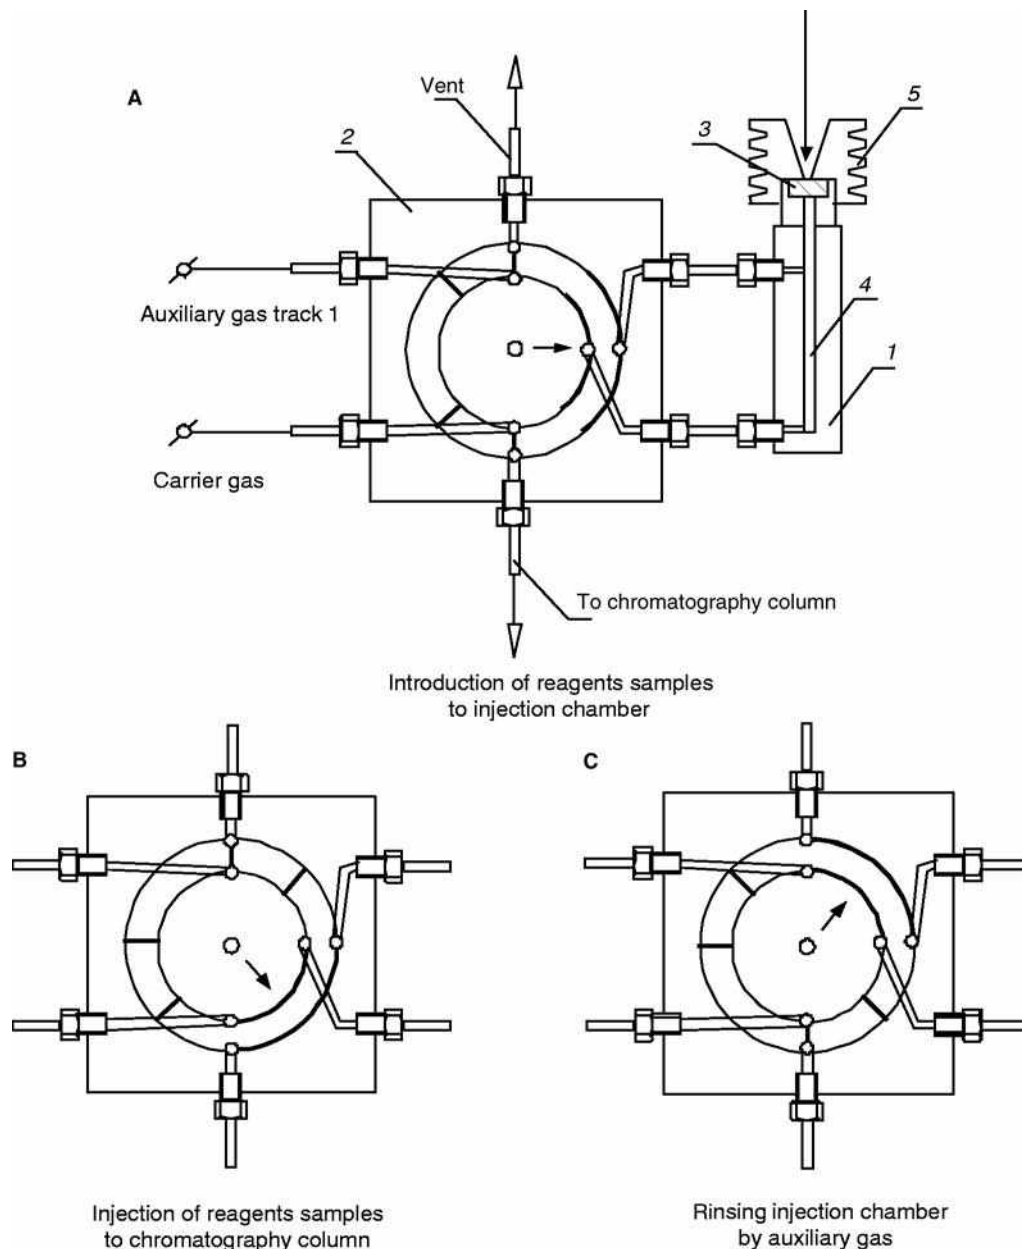 A
Vent
2
3
5
Auxiliary gas track 1
4
1
Carrier gas
To chromatography column
Introduction of reagents samples
to injection chamber
B
C
Injection of reagents samples
to chromatography column
Rinsing injection chamber
by auxiliary gas